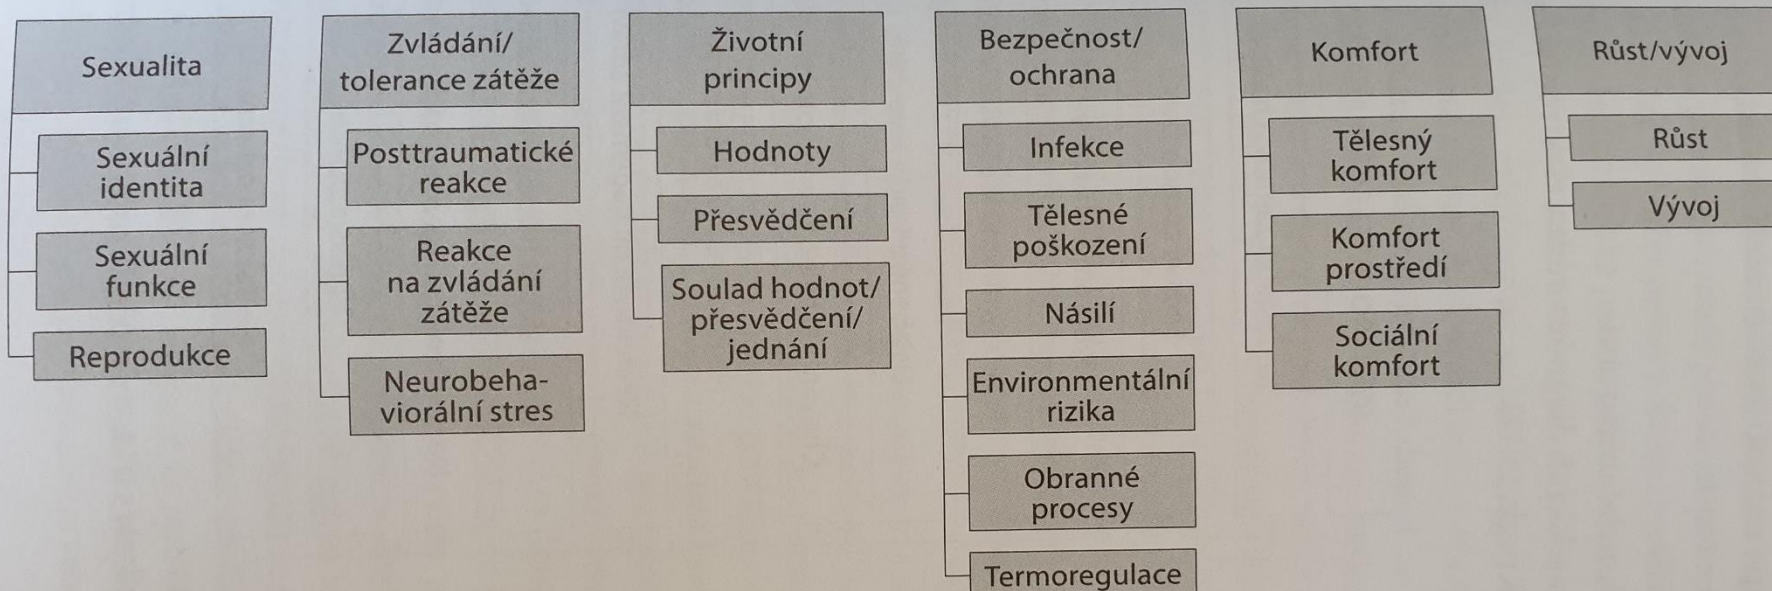 Sexualita
Sexuální
identita
Sexuální
funkce
Reprodukce
Zvládání/
tolerance zátěže
Posttraumatické
reakce
Reakce
na zvládání
zátěže
Neurobeha-
viorální stres
Životní
principy
Hodnoty
Přesvědčení
Soulad hodnot/
přesvědčení/
jednání
Bezpečnost/
ochrana
Infekce
Tělesné
poškození
Násilí
Environmentální
rizika
Obranné
procesy
Termoregulace
Komfort
Tělesný
komfort
Komfort
prostředí
Sociální
komfort
Růst/vývoj
Růst
Vývoj